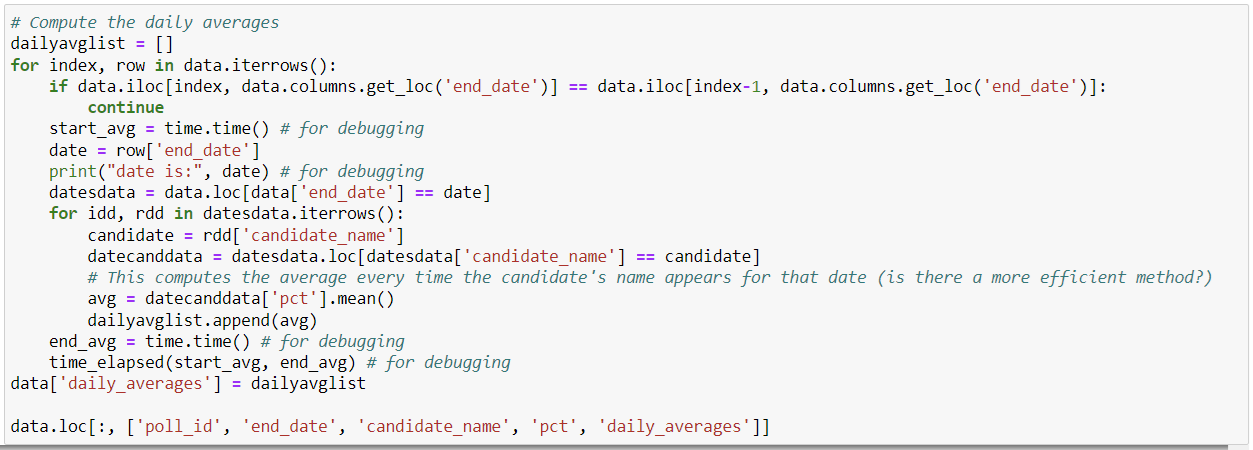 # Compute the daily averages
dailyavglist = []
for index, row in data.iterrows():
    if data.iloc[index, data.columns.get_loc('end_date')] == data.iloc[index-1, data.columns.get_loc('end_date')]:
        continue
    start_avg = time.time() # for debugging
    date = row['end_date']
    print("date is:", date) # for debugging
    datesdata = data.loc[data['end_date'] == date]
    for idd, rdd in datesdata.iterrows():
        candidate = rdd['candidate_name']
        datecanddata = datesdata.loc[datesdata['candidate_name'] == candidate]
        # This computes the average every time the candidate's name appears for that date (is there a more efficient method?)
        avg = datecanddata['pct'].mean()
        dailyavglist.append(avg)
    end_avg = time.time() # for debugging
    time_elapsed(start_avg, end_avg) # for debugging
data['daily_averages'] = dailyavglist

data.loc[:, ['poll_id', 'end_date', 'candidate_name', 'pct', 'daily_averages']]